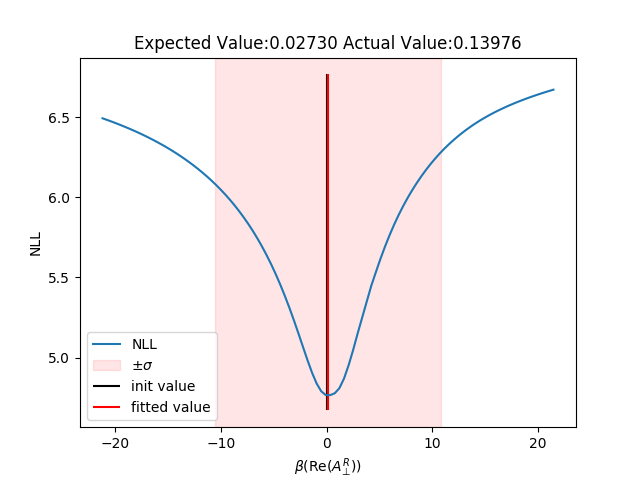 Expected Value:0.02730 Actual Value:0.13976
NLL
6.5
6.0
5.5
5.0
NLL
±σ
init value
fitted value
−20
−10
0
10
20
β(Re(A_⊥^R))